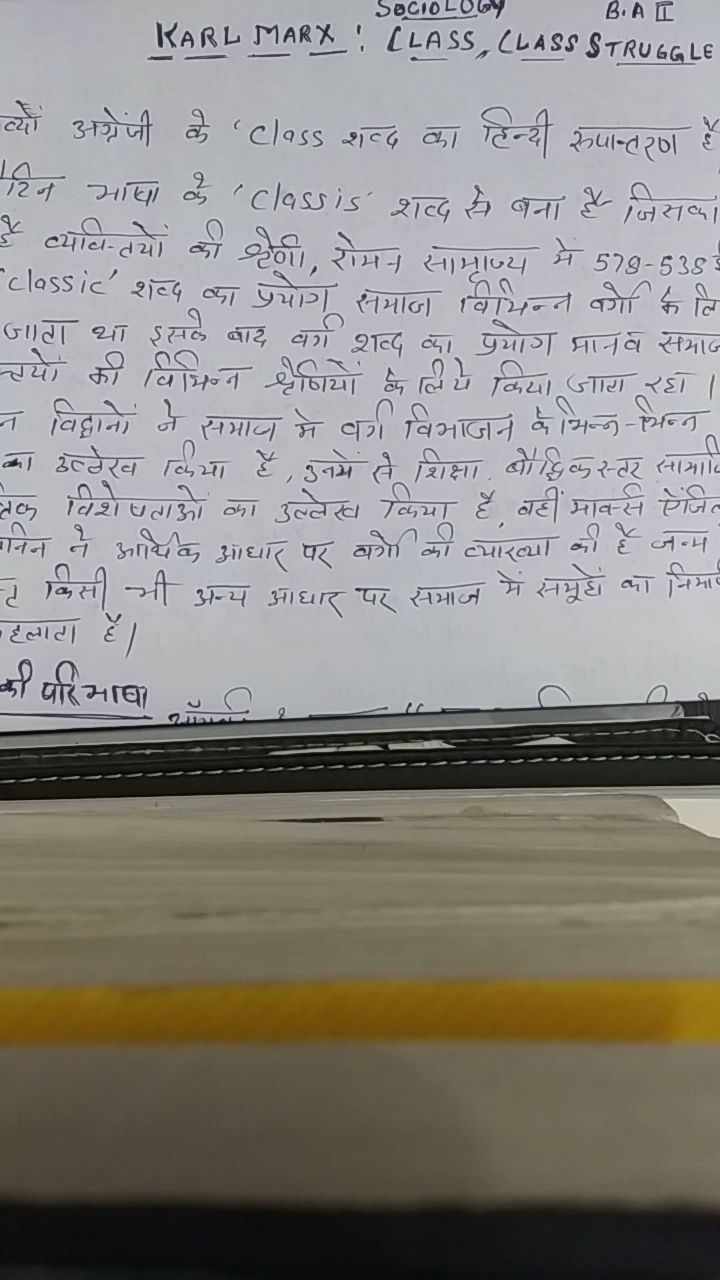 SOCIOLOGY B.A II
KARL MARX : CLASS, CLASS STRUGGLE
अग्रेंजी के 'Class शब्द का हिन्दी रुपान्तरण है
भाषा के 'classis' शब्द से बना है जिसका
है व्यक्तियों की श्रेणी, रोमन साम्राज्य में 578-538
'classic' शब्द का प्रयोग समाज विभिन्न वर्गो के
जाता था इसके बाद वर्ग शब्द का प्रयोग मानव समाज
की विभिन्न श्रेणियों के लिये किया जाता रहा |
विद्वानों ने समाज मे वर्ग विभाजन के भिन्न-भिन्न
का उल्लेख किया है, उनमें से शिक्षा. बौद्धिक स्तर
विशेषताओं का उल्लेख किया है, वहीं मार्क्स
ने आर्थिक आधार पर वर्गो की व्याख्या की है जन्म
किसी भी अन्य आधार पर समाज में समूहों का
है |
की परिभाषा